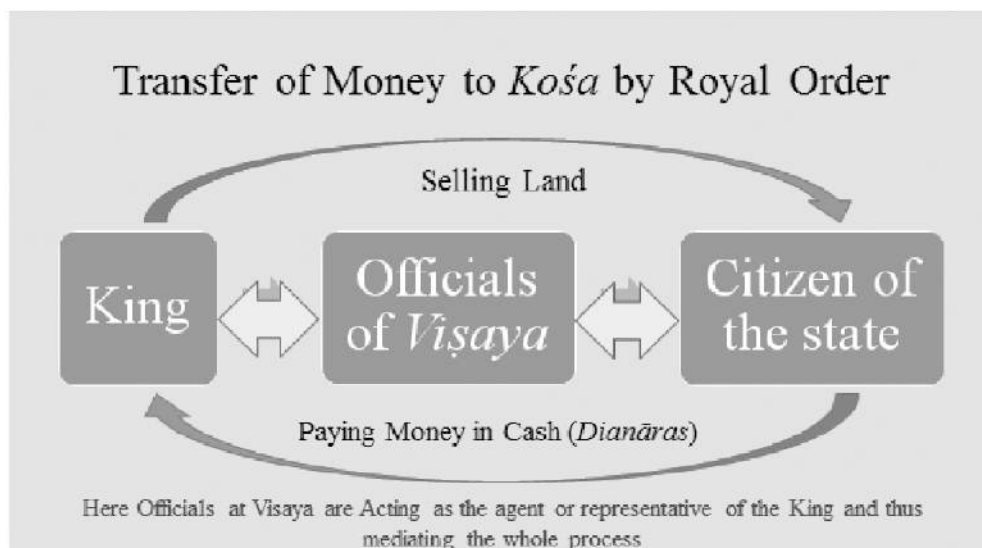 Transfer of Money to Kośa by Royal Order
Selling Land
King
Officials
of Viṣaya
Citizen of
the state
Paying Money in Cash (Dianāras)
Here Officials at Visaya are Acting as the agent or representative of the King and thus
mediating the whole process